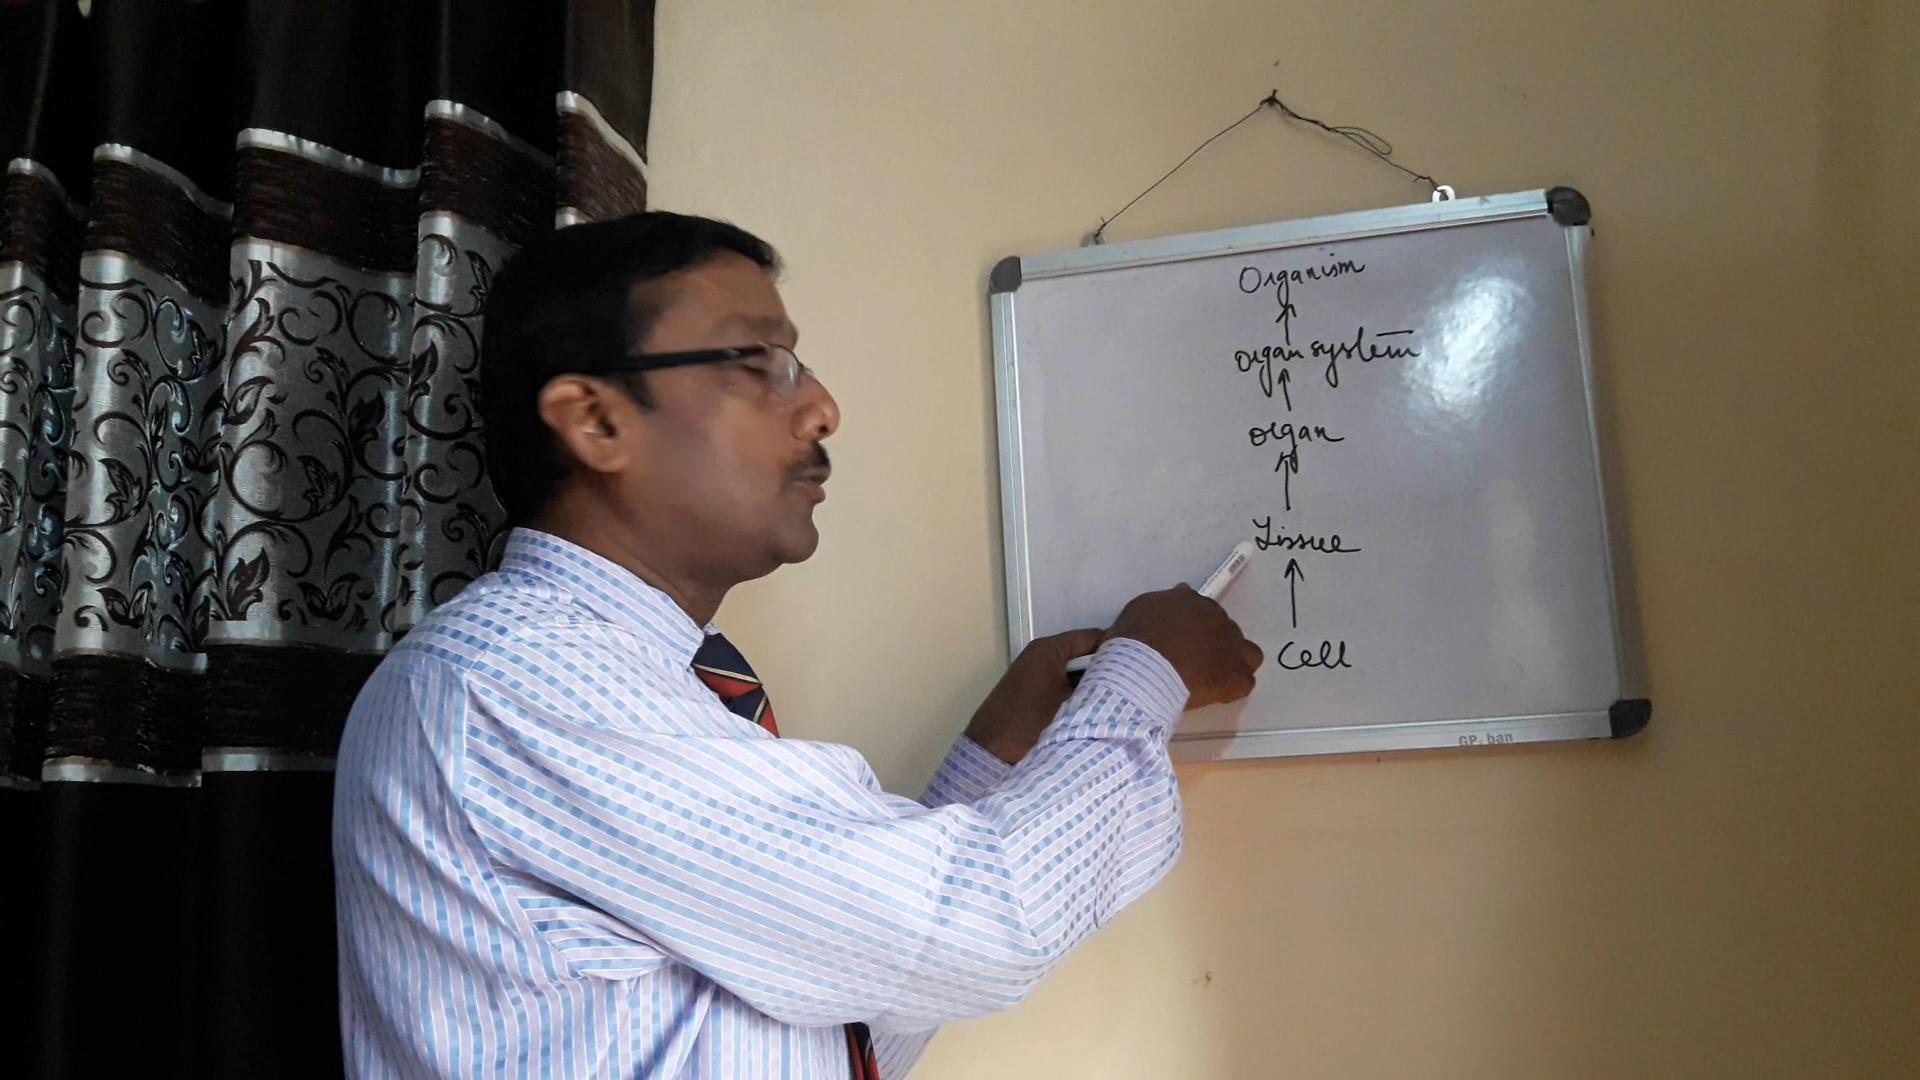 Organism
organ system
organ
Tissue
Cell